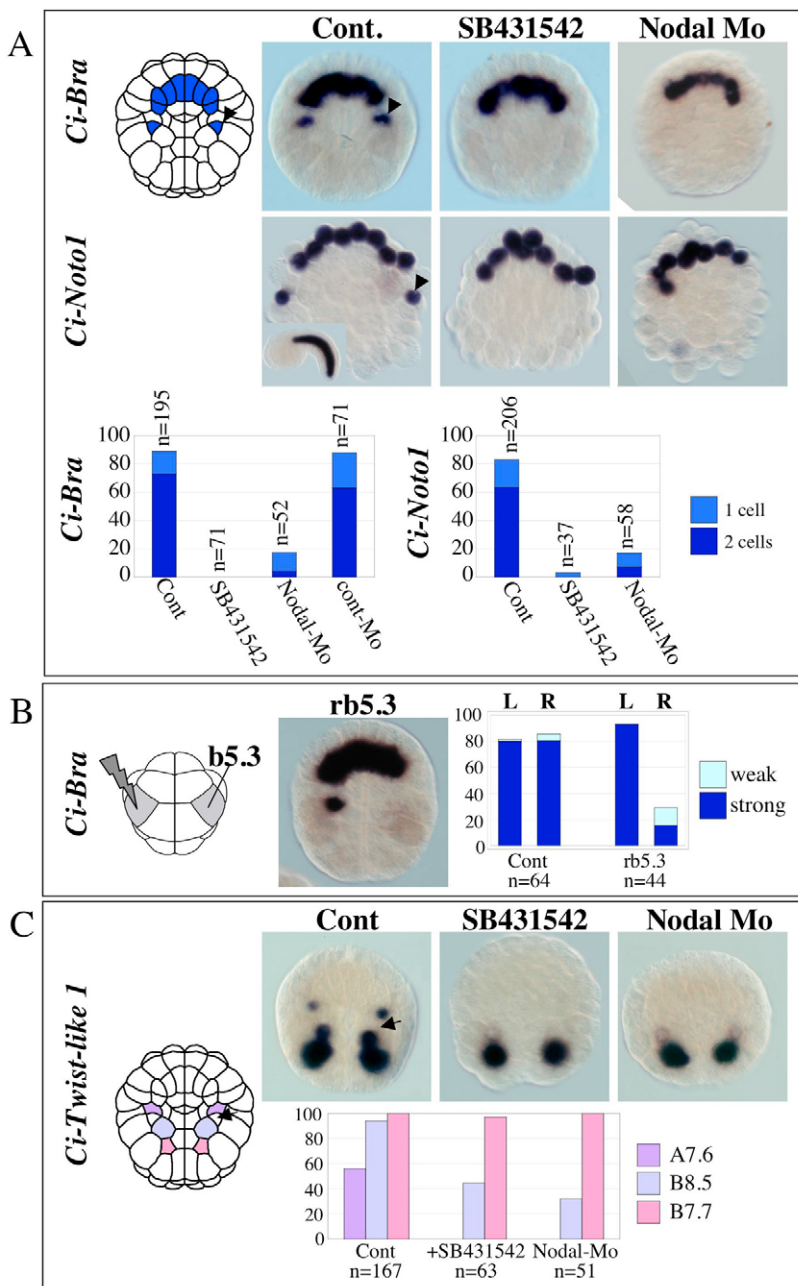 A
Cont. SB431542 Nodal Mo
Ci-Bra
Ci-Noto1
Ci-Bra
100
80
60
40
20
0
n=195
n=71
n=52
n=71
Cont
SB431542
Nodal-Mo
cont-Mo
Ci-Noto1
100
80
60
40
20
0
n=206
n=37
n=58
Cont
SB431542
Nodal-Mo
1 cell
2 cells
B
Ci-Bra
b5.3
rb5.3
L R L R
100
80
60
40
20
0
Cont rb5.3
n=64 n=44
weak
strong
C
Cont SB431542 Nodal Mo
Ci-Twist-like 1
100
80
60
40
20
0
Cont +SB431542 Nodal-Mo
n=167 n=63 n=51
A7.6
B8.5
B7.7